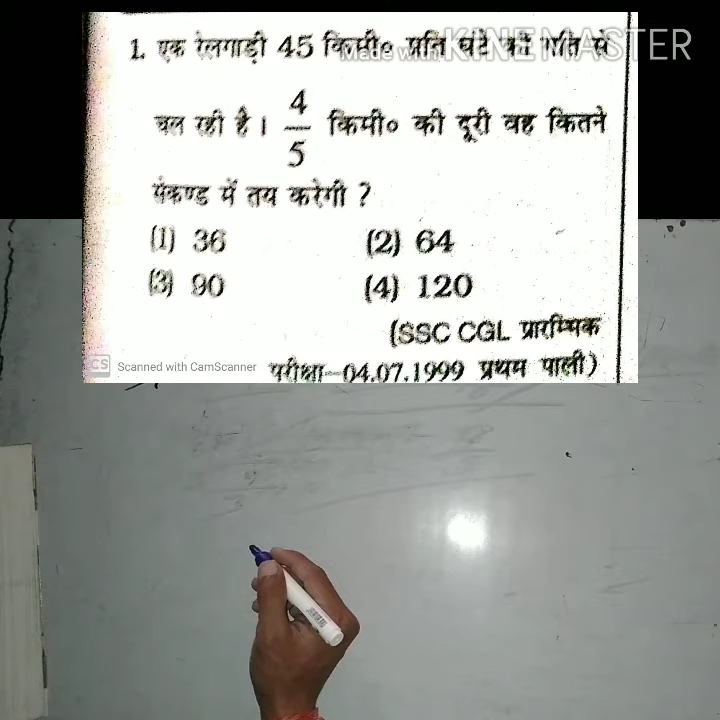 1. एक रेलगाड़ी 45 किमी० प्रति घंटे की गति से
Made with KINEMASTER
चल रही है। 4/5 किमी० की दूरी वह कितने
सेकण्ड में तय करेगी ?
(1) 36 (2) 64
(3) 90 (4) 120
(SSC CGL प्रारम्भिक
परीक्षा-04.07.1999 प्रथम पाली)
CS Scanned with CamScanner